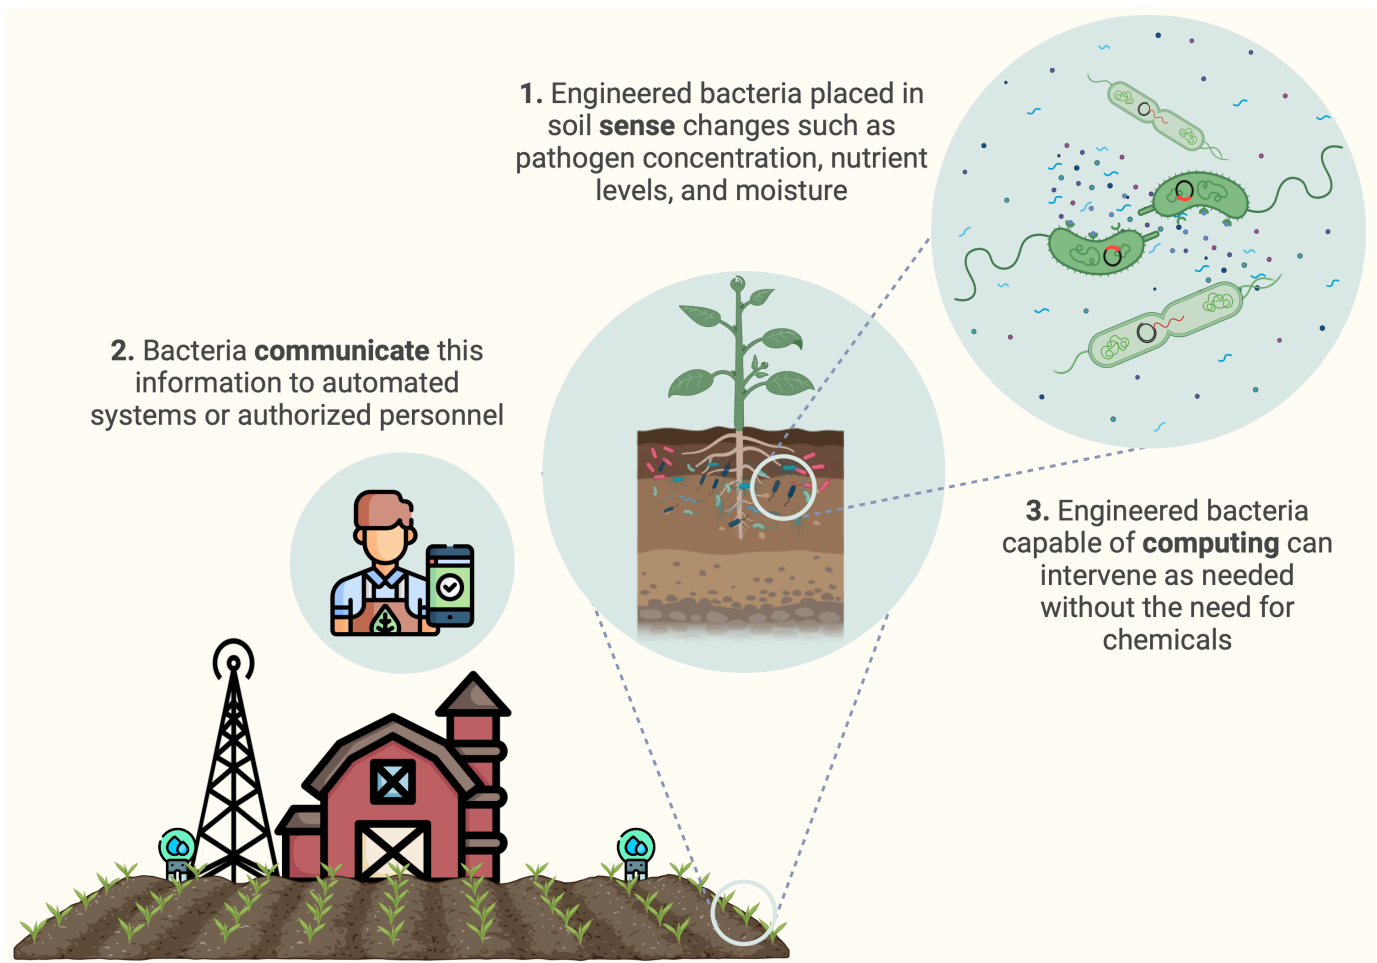 1. Engineered bacteria placed in
soil sense changes such as
pathogen concentration, nutrient
levels, and moisture
2. Bacteria communicate this
information to automated
systems or authorized personnel
3. Engineered bacteria
capable of computing can
intervene as needed
without the need for
chemicals